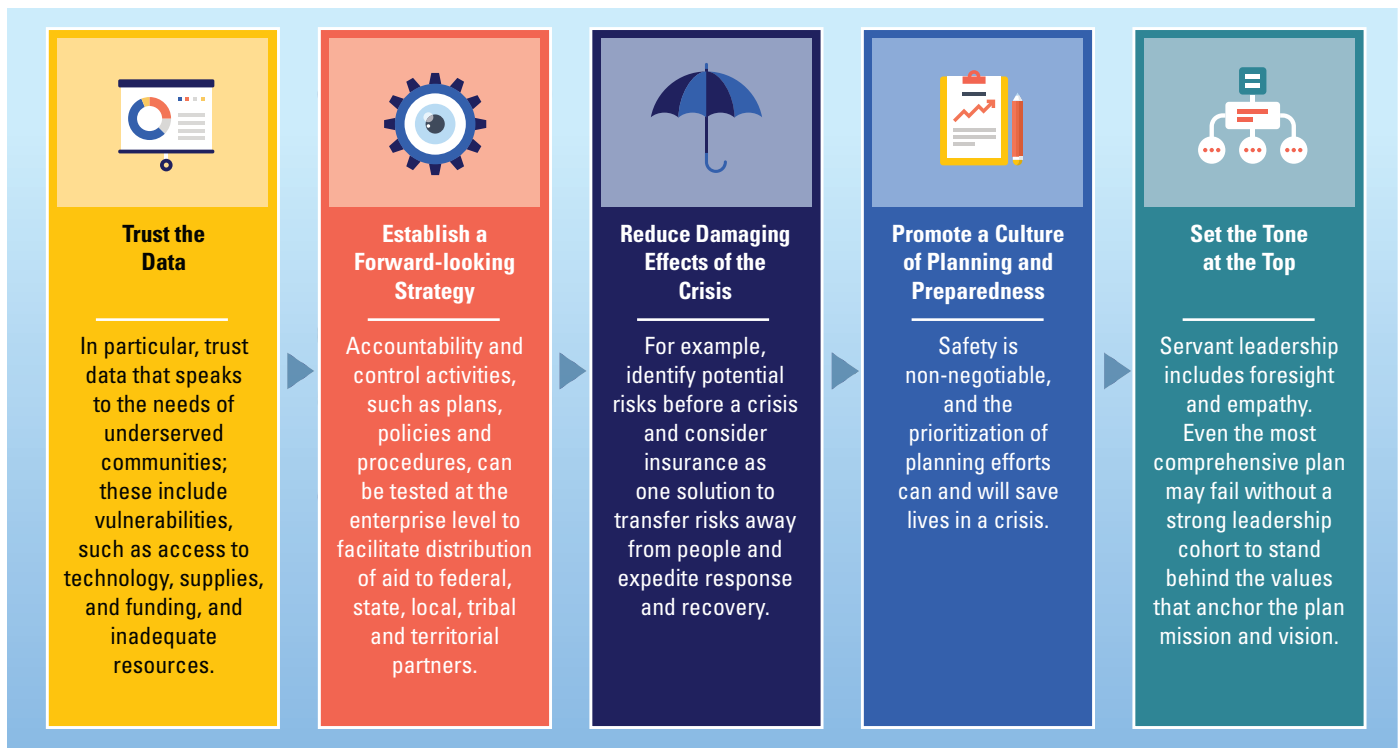 Trust the
Data
In particular, trust
data that speaks
to the needs of
underserved
communities;
these include
vulnerabilities,
such as access to
technology, supplies,
and funding, and
inadequate
resources.
Establish a
Forward-looking
Strategy
Accountability and
control activities,
such as plans,
policies and
procedures, can
be tested at the
enterprise level to
facilitate distribution
of aid to federal,
state, local, tribal
and territorial
partners.
Reduce Damaging
Effects of the
Crisis
For example,
identify potential
risks before a crisis
and consider
insurance as
one solution to
transfer risks away
from people and
expedite response
and recovery.
Promote a Culture
of Planning and
Preparedness
Safety is
non-negotiable,
and the
prioritization of
planning efforts
can and will save
lives in a crisis.
Set the Tone
at the Top
Servant leadership
includes foresight
and empathy.
Even the most
comprehensive plan
may fail without a
strong leadership
cohort to stand
behind the values
that anchor the plan
mission and vision.